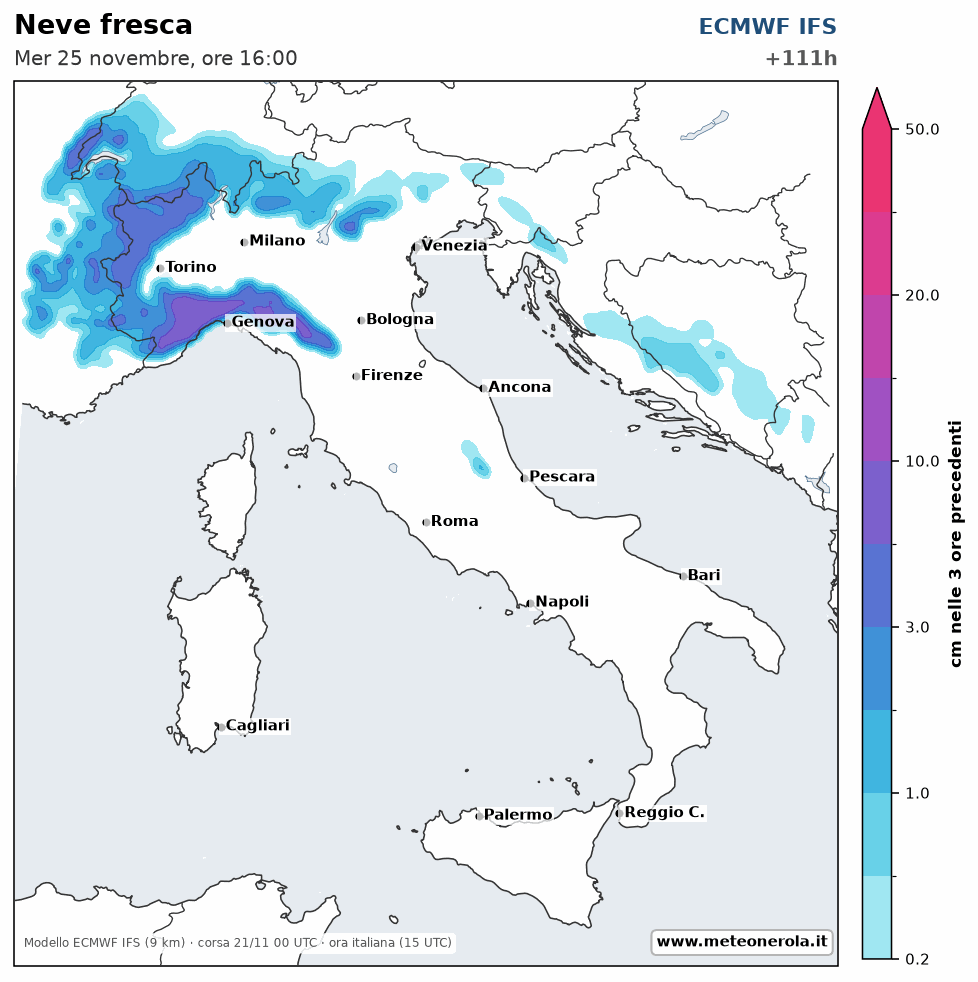 Neve fresca
ECMWF IFS
Mer 25 novembre, ore 16:00
+111h
50.0
20.0
10.0
3.0
1.0
0.2
cm nelle 3 ore precedenti
Milano
Venezia
Torino
Genova
Bologna
Firenze
Ancona
Pescara
Roma
Bari
Napoli
Cagliari
Palermo
Reggio C.
Modello ECMWF IFS (9 km) · corsa 21/11 00 UTC · ora italiana (15 UTC)
www.meteonerola.it